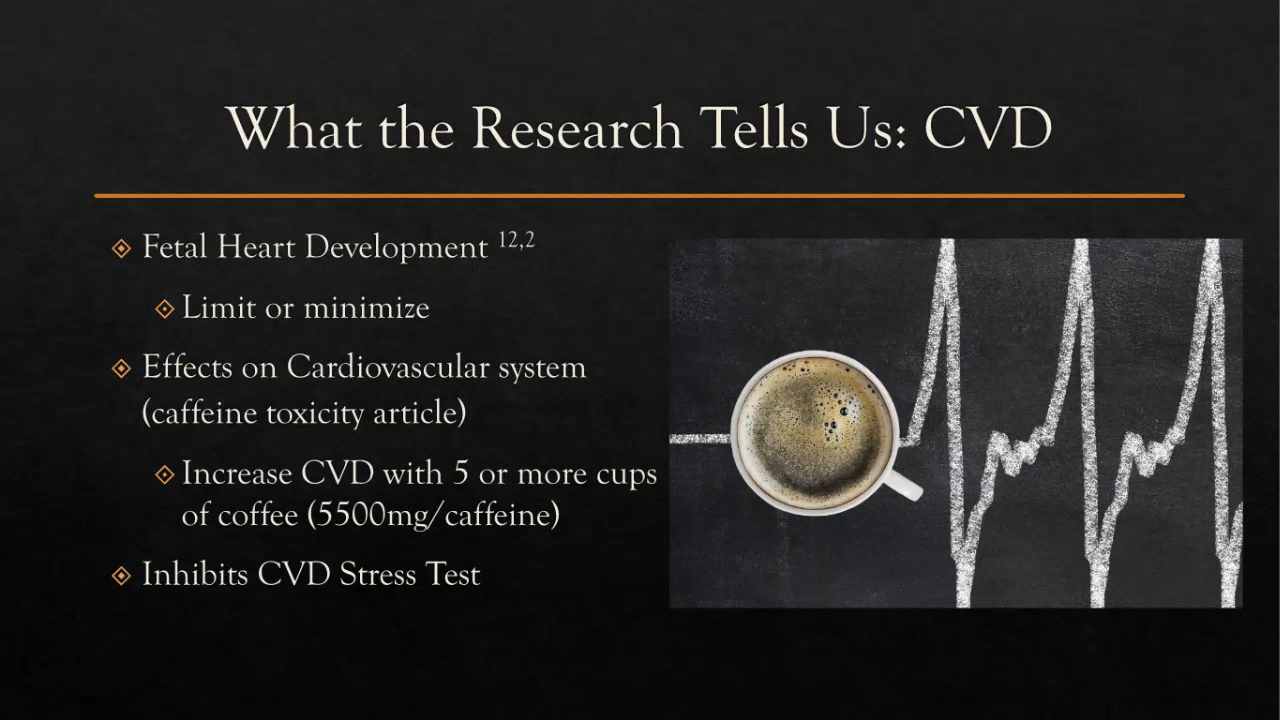 What the Research Tells Us: CVD
Fetal Heart Development 12,2
Limit or minimize
Effects on Cardiovascular system
(caffeine toxicity article)
Increase CVD with 5 or more cups
of coffee (5500mg/caffeine)
Inhibits CVD Stress Test